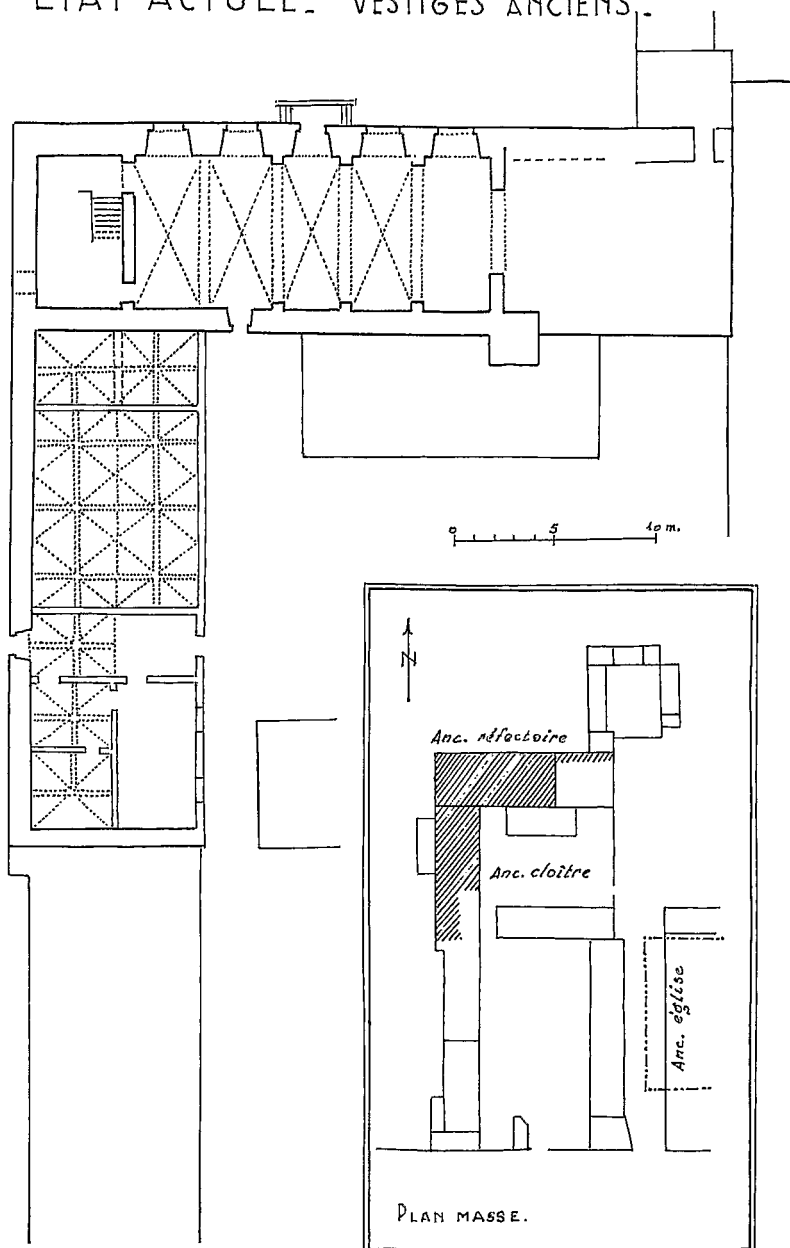 ETAT ACTUEL. VESTIGES ANCIENS.
0 5 10 m.
N
Anc. réfectoire
Anc. cloître
Anc. église
PLAN MASSE.